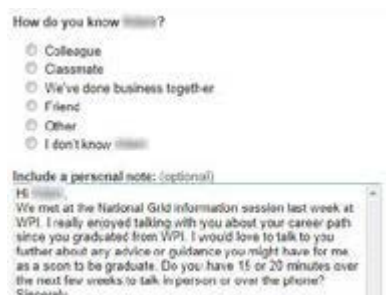 How do you know ?
Colleague
Classmate
We've done business together
Friend
Other
I don't know
Include a personal note: (optional)
Hi
We met at the National Grid information session last week at
WPI. I really enjoyed talking with you about your career path
since you graduated from WPI. I would love to talk to you
further about any advice or guidance you might have for me
as a soon to be graduate. Do you have 15 or 20 minutes over
the next few weeks to talk in person or over the phone?
Sincerely